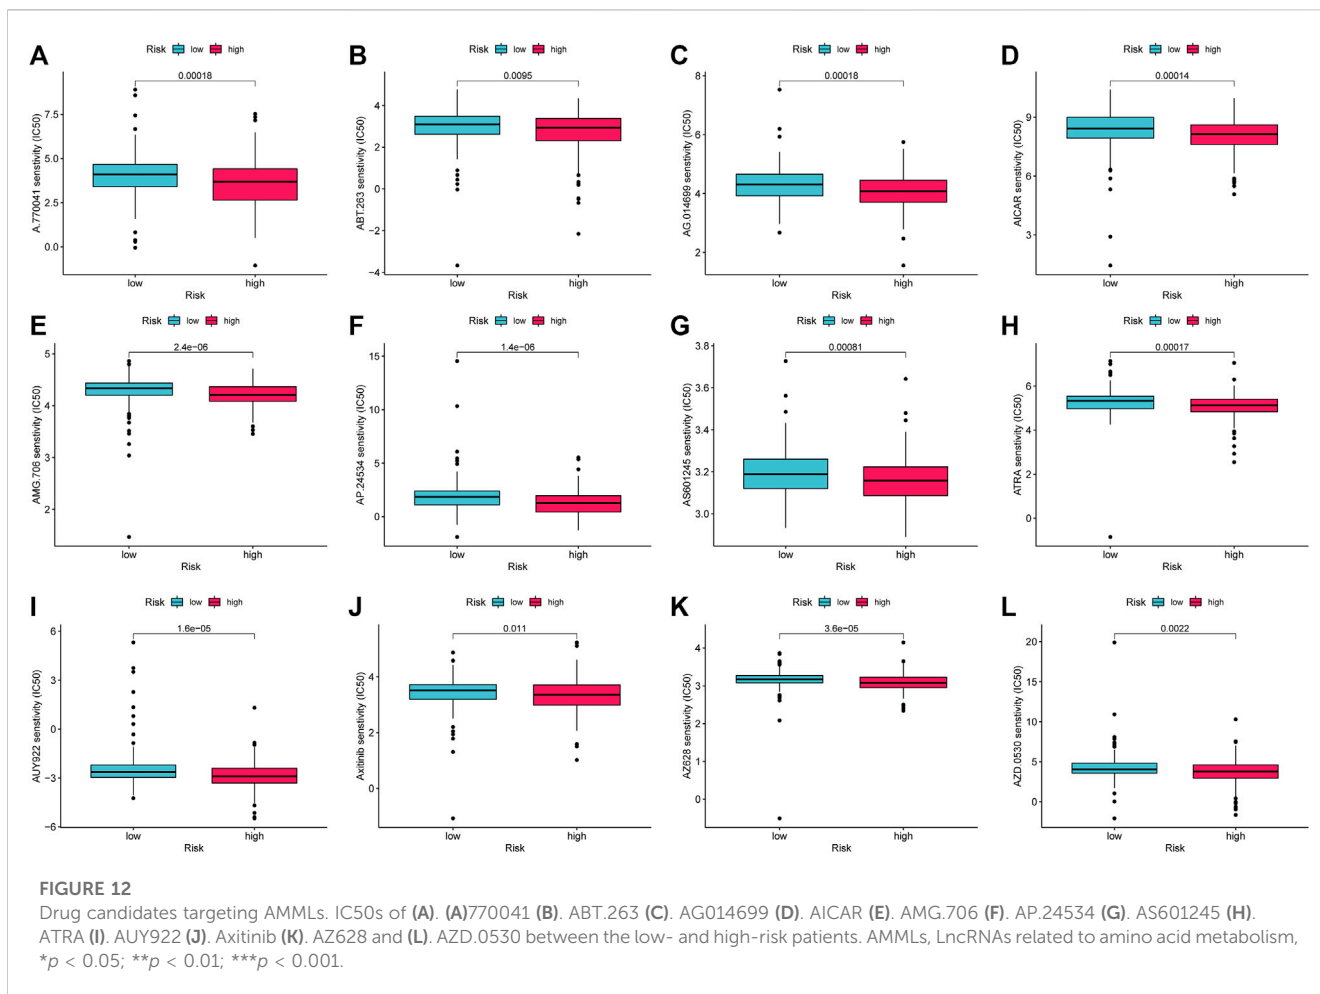 A
Risk low high
0.00018
A.770041 senstivity (IC50)
7.5
5.0
2.5
0.0
low high
Risk
B
Risk low high
0.0095
ABT.263 senstivity (IC50)
4
2
0
−2
−4
low high
Risk
C
Risk low high
0.00018
AG.014699 senstivity (IC50)
8
6
4
2
low high
Risk
D
Risk low high
0.00014
AICAR senstivity (IC50)
9
6
3
low high
Risk
E
Risk low high
2.4e−06
AMG.706 senstivity (IC50)
5
4
3
2
low high
Risk
F
Risk low high
1.4e−06
AP.24534 senstivity (IC50)
15
10
5
0
low high
Risk
G
Risk low high
0.00081
AS601245 senstivity (IC50)
3.8
3.6
3.4
3.2
3.0
low high
Risk
H
Risk low high
0.00017
ATRA senstivity (IC50)
6
4
2
0
low high
Risk
I
Risk low high
1.6e−05
AUY922 senstivity (IC50)
6
3
0
−3
−6
low high
Risk
J
Risk low high
0.011
Axitinib senstivity (IC50)
4
2
0
low high
Risk
K
Risk low high
3.6e−05
AZ628 senstivity (IC50)
4
3
2
1
0
low high
Risk
L
Risk low high
0.0022
AZD.0530 senstivity (IC50)
20
15
10
5
0
low high
Risk
FIGURE 12
Drug candidates targeting AMMLs. IC50s of (A). (A)770041 (B). ABT.263 (C). AG014699 (D). AICAR (E). AMG.706 (F). AP.24534 (G). AS601245 (H).
ATRA (I). AUY922 (J). Axitinib (K). AZ628 and (L). AZD.0530 between the low- and high-risk patients. AMMLs, LncRNAs related to amino acid metabolism,
*p < 0.05; **p < 0.01; ***p < 0.001.